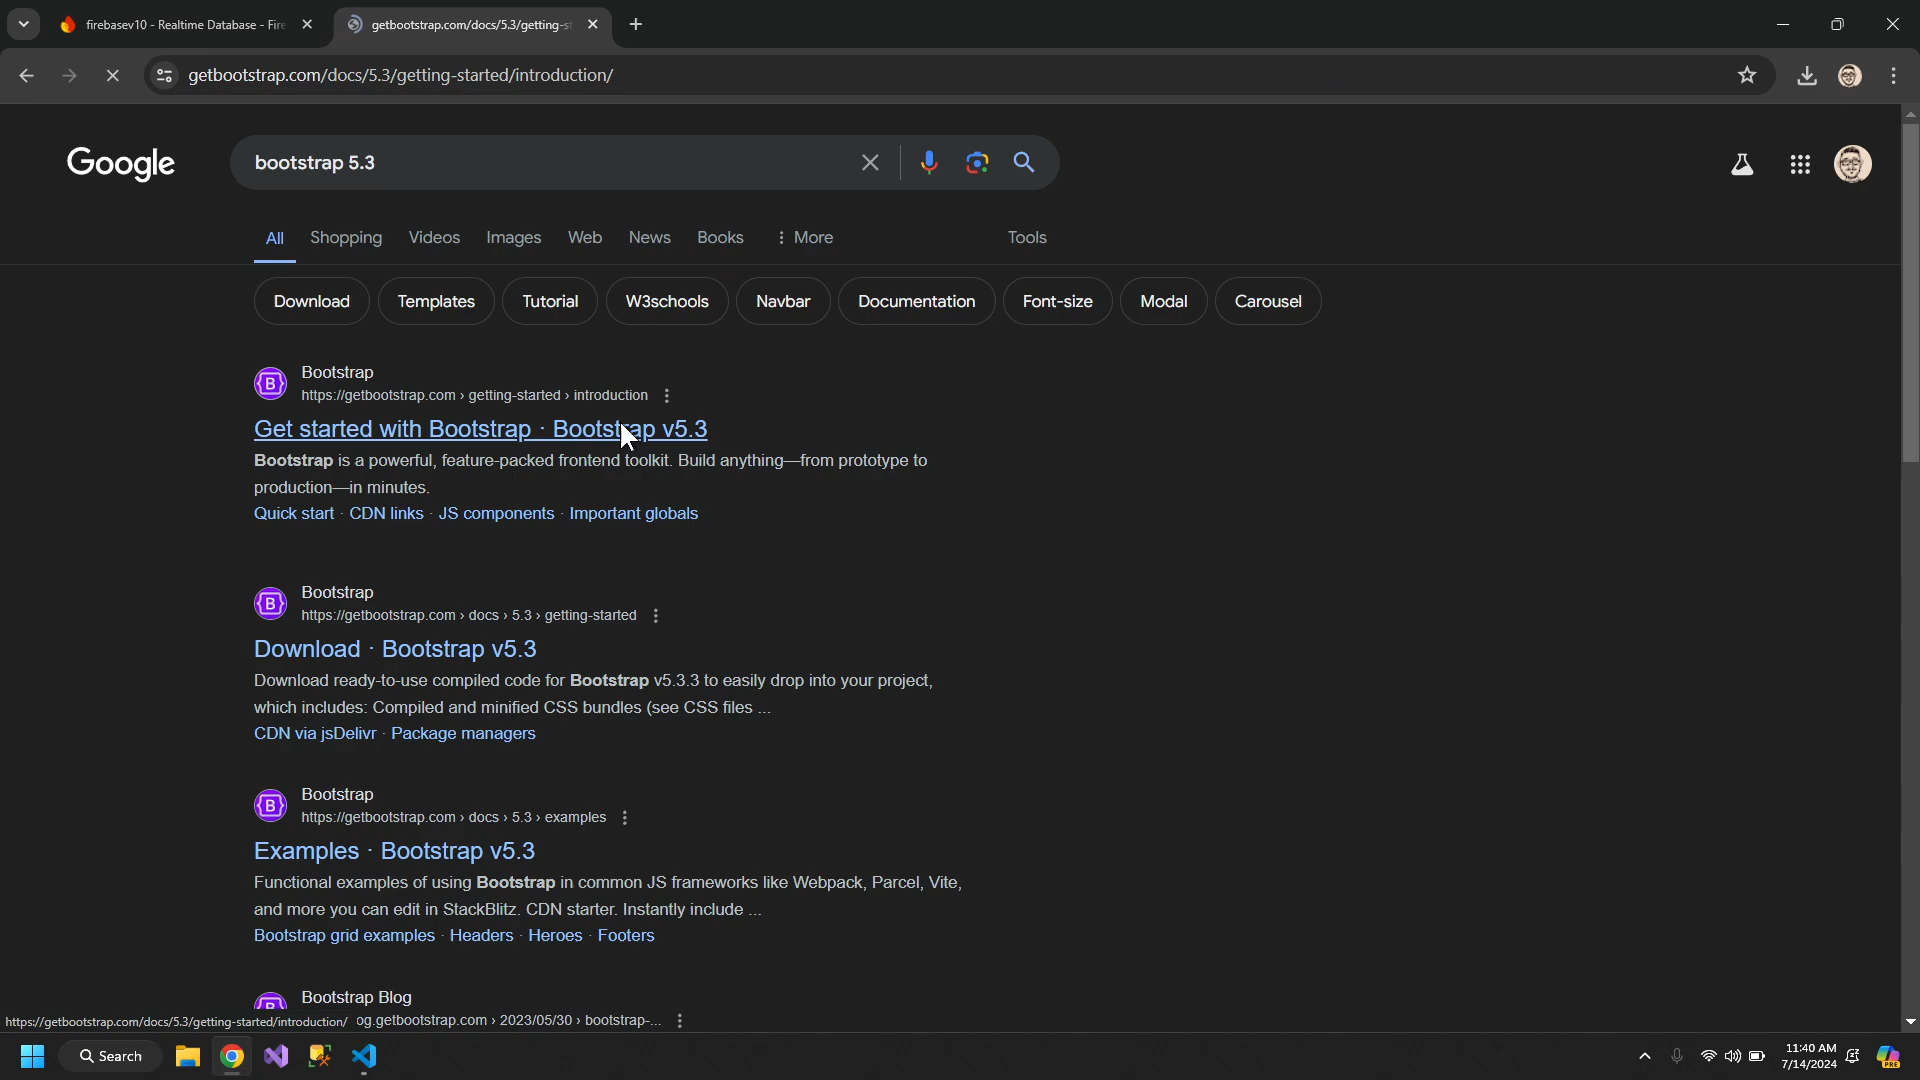 firebasev10 - Realtime Database - Fire
getbootstrap.com/docs/5.3/getting-st
getbootstrap.com/docs/5.3/getting-started/introduction/
Google
bootstrap 5.3
All
Shopping
Videos
Images
Web
News
Books
More
Tools
Download
Templates
Tutorial
W3schools
Navbar
Documentation
Font-size
Modal
Carousel
Bootstrap
https://getbootstrap.com › getting-started › introduction
Get started with Bootstrap · Bootstrap v5.3
Bootstrap is a powerful, feature-packed frontend toolkit. Build anything—from prototype to
production—in minutes.
Quick start · CDN links · JS components · Important globals
Bootstrap
https://getbootstrap.com › docs › 5.3 › getting-started
Download · Bootstrap v5.3
Download ready-to-use compiled code for Bootstrap v5.3.3 to easily drop into your project,
which includes: Compiled and minified CSS bundles (see CSS files ...
CDN via jsDelivr · Package managers
Bootstrap
https://getbootstrap.com › docs › 5.3 › examples
Examples · Bootstrap v5.3
Functional examples of using Bootstrap in common JS frameworks like Webpack, Parcel, Vite,
and more you can edit in StackBlitz. CDN starter. Instantly include ...
Bootstrap grid examples · Headers · Heroes · Footers
Bootstrap Blog
og.getbootstrap.com › 2023/05/30 › bootstrap-...
https://getbootstrap.com/docs/5.3/getting-started/introduction/
Search
11:40 AM
7/14/2024
PRE